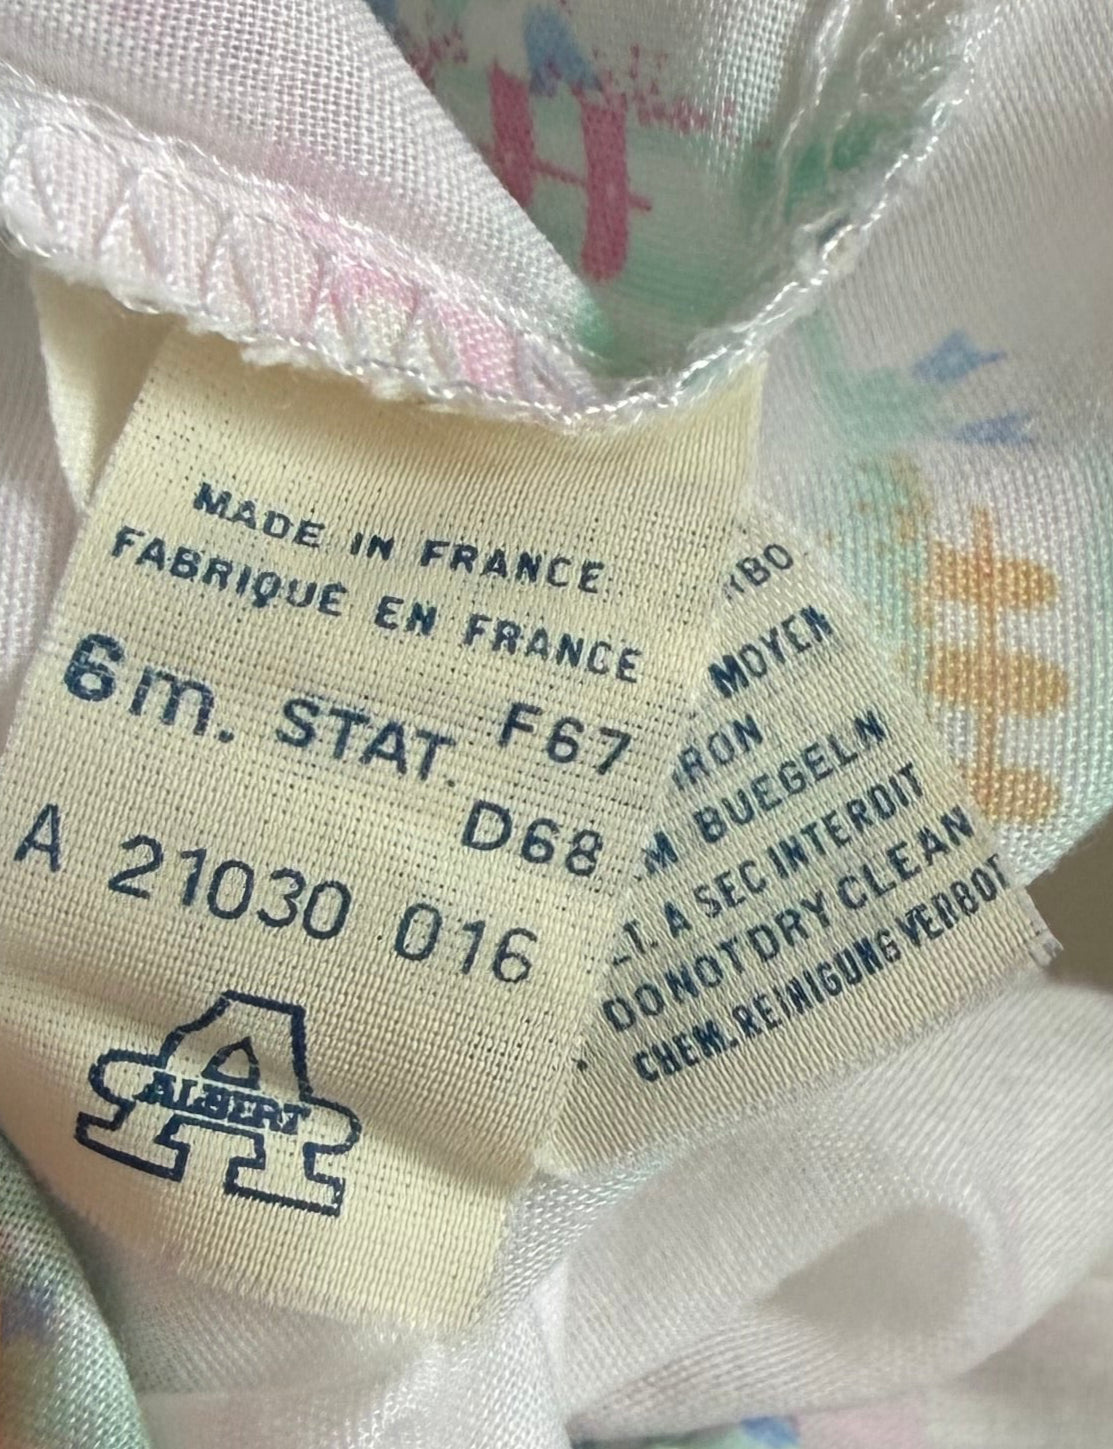 MADE IN FRANCE
FABRIQUÉ EN FRANCE
6m. STAT. F67
D68
A 21030 016
ALBERT
MOYEN
BUEGELN
A SEC INTERDIT
DO NOT DRY CLEAN
CHEM. REINIGUNG VERBOT